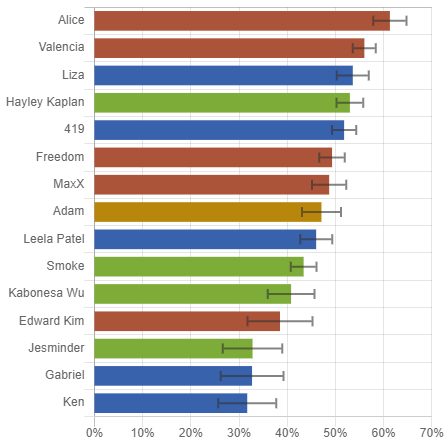 Alice
Valencia
Liza
Hayley Kaplan
419
Freedom
MaxX
Adam
Leela Patel
Smoke
Kabonesa Wu
Edward Kim
Jesminder
Gabriel
Ken
0% 10% 20% 30% 40% 50% 60% 70%